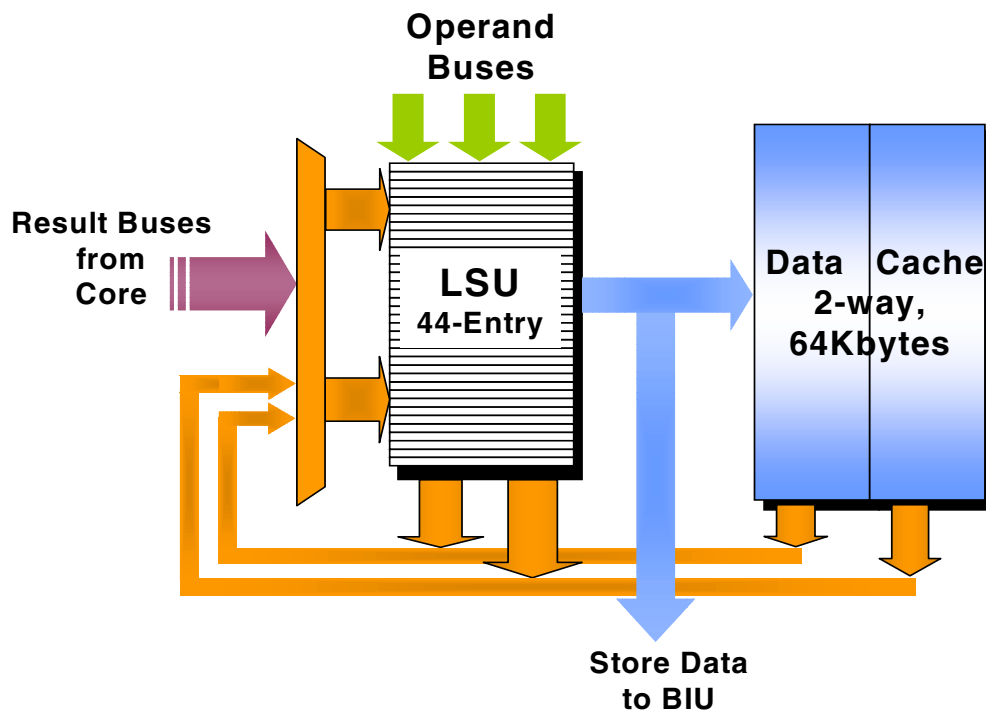 Operand
Buses
Result Buses
from
Core
LSU
44-Entry
Data Cache
2-way,
64Kbytes
Store Data
to BIU